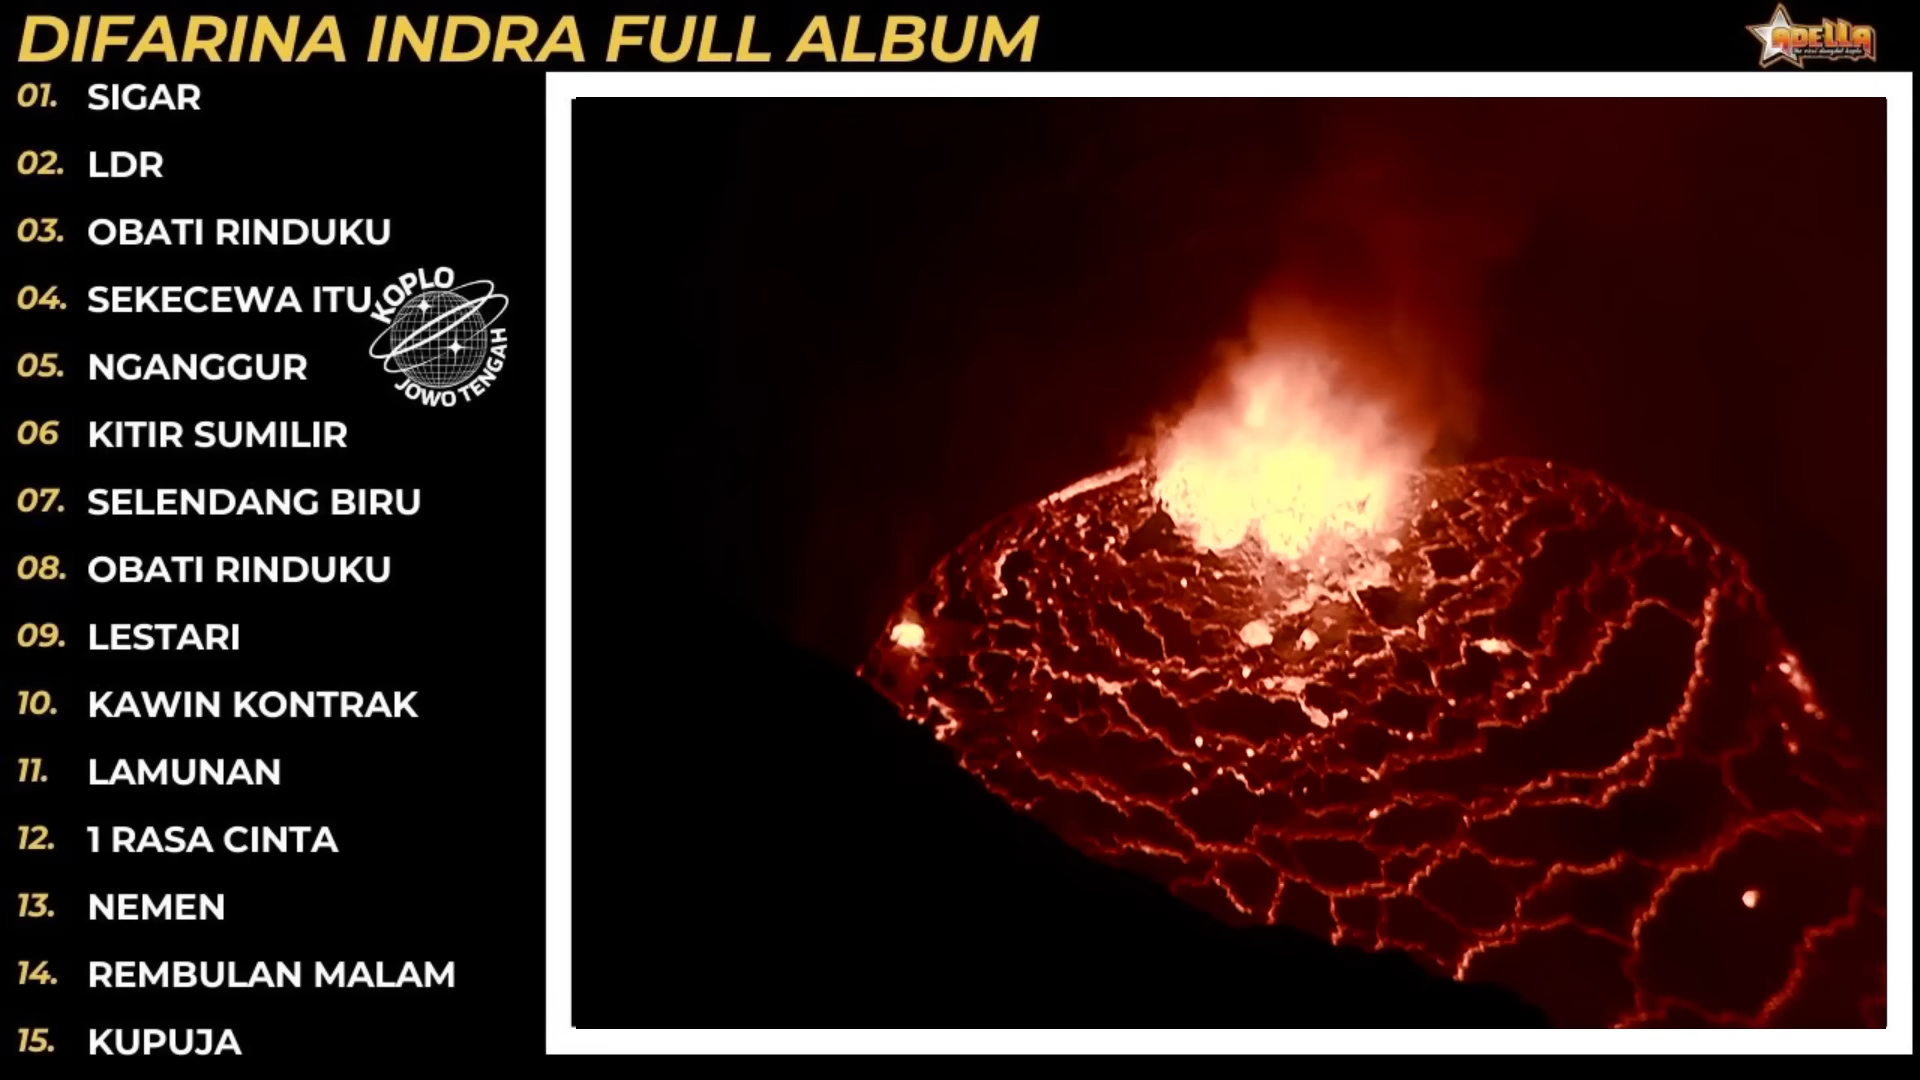 DIFARINA INDRA FULL ALBUM
ADELLA
01. SIGAR
02. LDR
03. OBATI RINDUKU
04. SEKECEWA ITU
KOPLO
JOWO TENGAH
05. NGANGGUR
06 KITIR SUMILIR
07. SELENDANG BIRU
08. OBATI RINDUKU
09. LESTARI
10. KAWIN KONTRAK
11. LAMUNAN
12. 1 RASA CINTA
13. NEMEN
14. REMBULAN MALAM
15. KUPUJA